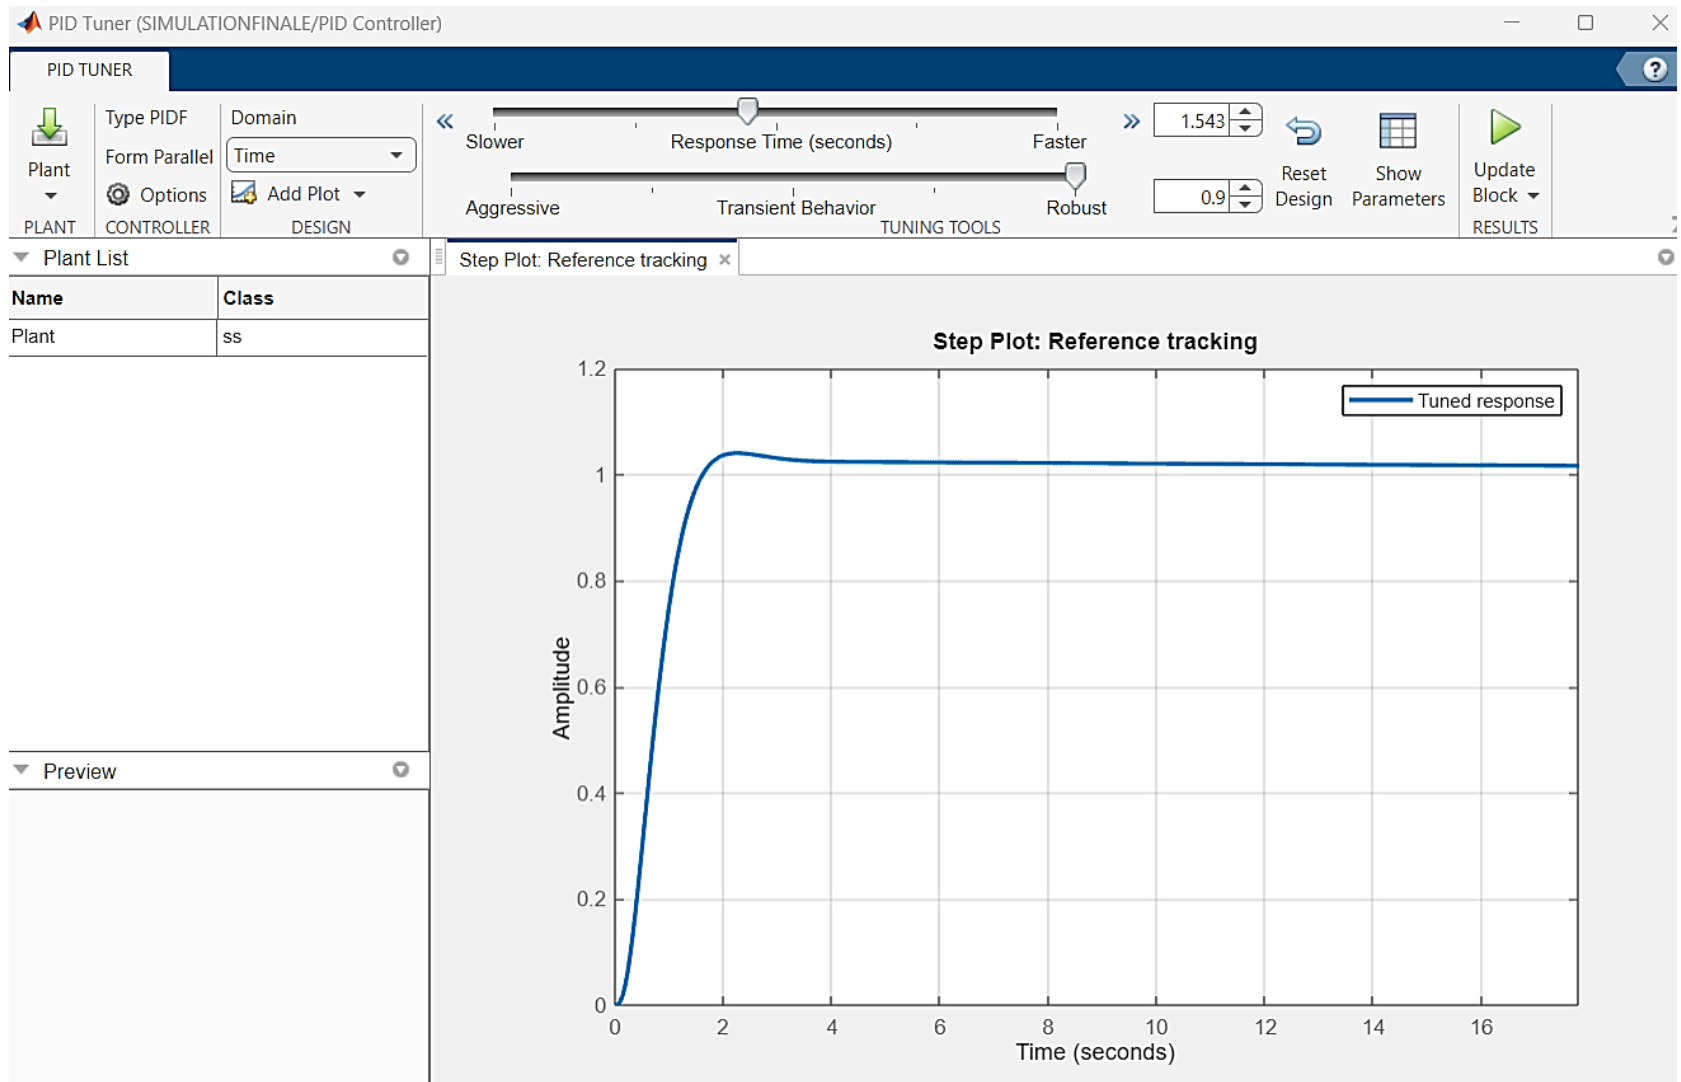 PID Tuner (SIMULATIONFINALE/PID Controller)
PID TUNER
?
Plant
PLANT
Type PIDF
Form Parallel
Options
CONTROLLER
Domain
Time
Add Plot
DESIGN
Slower
Response Time (seconds)
Faster
1.543
Aggressive
Transient Behavior
Robust
0.9
TUNING TOOLS
Reset
Design
Show
Parameters
Update
Block
RESULTS
Plant List
Name Class
Plant ss
Preview
Step Plot: Reference tracking
Step Plot: Reference tracking
Tuned response
1.2
1
0.8
0.6
0.4
0.2
0
Amplitude
0 2 4 6 8 10 12 14 16
Time (seconds)